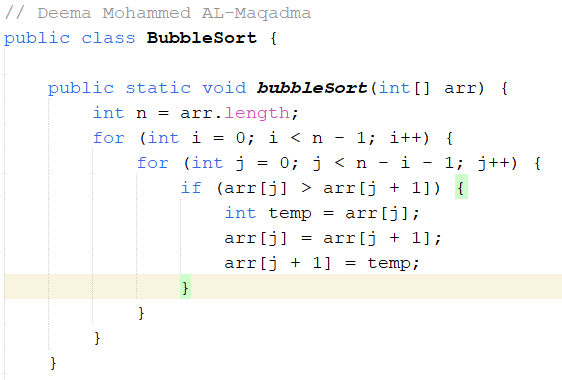 // Deema Mohammed AL-Maqadma
public class BubbleSort {
public static void bubbleSort(int[] arr) {
int n = arr.length;
for (int i = 0; i < n - 1; i++) {
for (int j = 0; j < n - i - 1; j++) {
if (arr[j] > arr[j + 1]) {
int temp = arr[j];
arr[j] = arr[j + 1];
arr[j + 1] = temp;
}
}
}
}